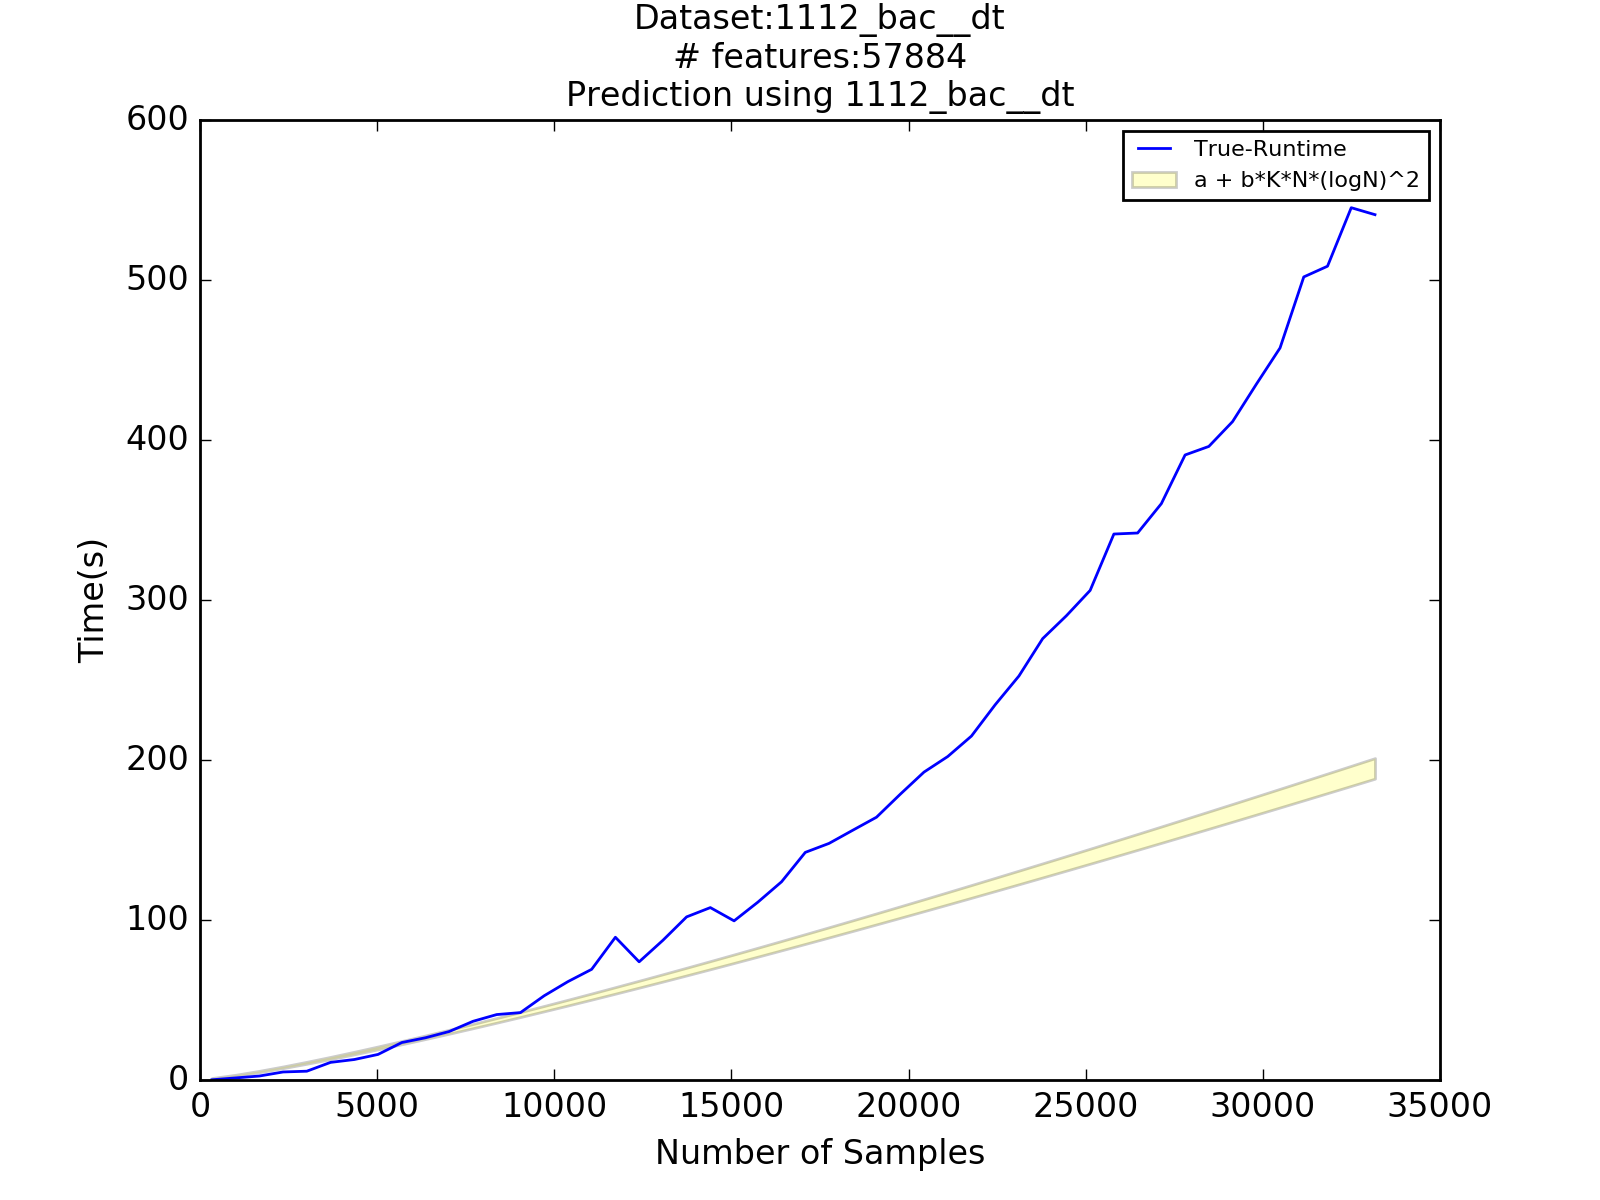 Dataset:1112_bac__dt
# features:57884
Prediction using 1112_bac__dt
True-Runtime
a + b*K*N*(logN)^2
600
500
400
300
200
100
0
Time(s)
0 5000 10000 15000 20000 25000 30000 35000
Number of Samples